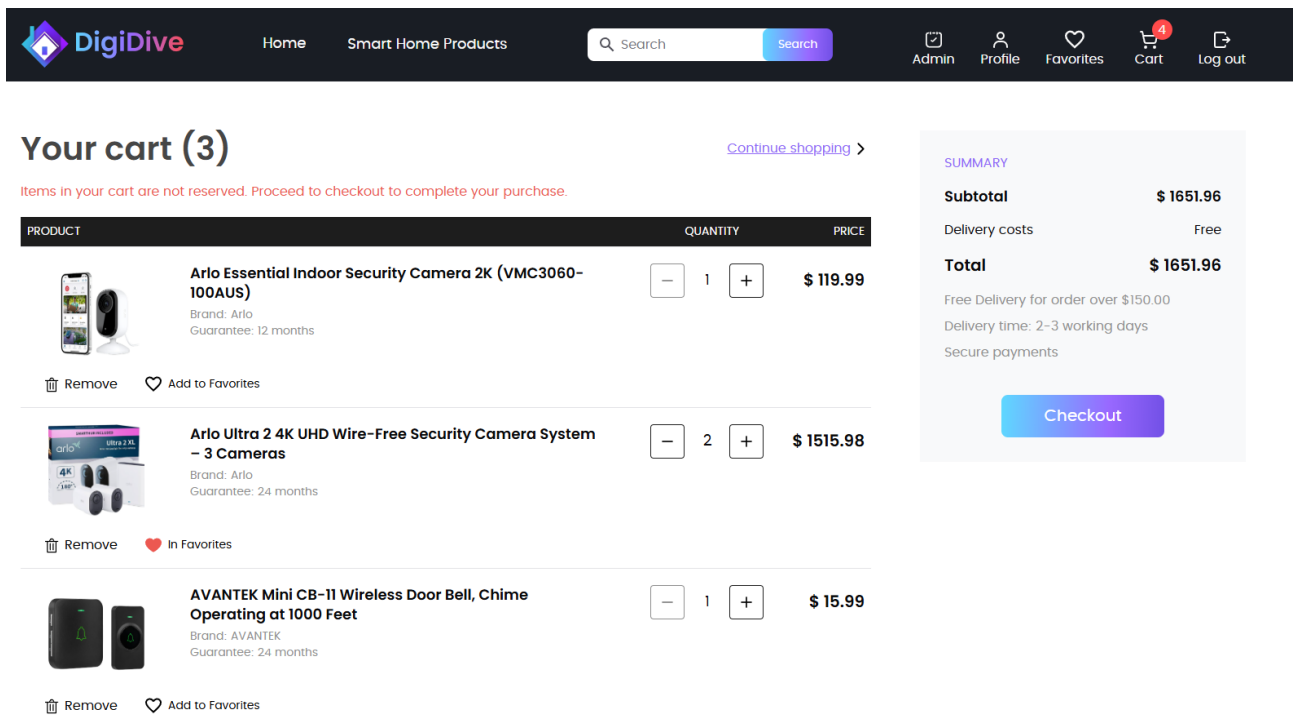 DigiDive
Home
Smart Home Products
Search
Search
Admin
Profile
Favorites
4
Cart
Log out
Your cart (3)
Continue shopping
Items in your cart are not reserved. Proceed to checkout to complete your purchase.
PRODUCT QUANTITY PRICE
Arlo Essential Indoor Security Camera 2K (VMC3060-
100AUS)
Brand: Arlo
Guarantee: 12 months
1
$ 119.99
Remove
Add to Favorites
arlo
Ultra 2 XL
4K
180°
Arlo Ultra 2 4K UHD Wire-Free Security Camera System
– 3 Cameras
Brand: Arlo
Guarantee: 24 months
2
$ 1515.98
Remove
In Favorites
AVANTEK Mini CB-11 Wireless Door Bell, Chime
Operating at 1000 Feet
Brand: AVANTEK
Guarantee: 24 months
1
$ 15.99
Remove
Add to Favorites
SUMMARY
Subtotal $ 1651.96
Delivery costs Free
Total $ 1651.96
Free Delivery for order over $150.00
Delivery time: 2-3 working days
Secure payments
Checkout